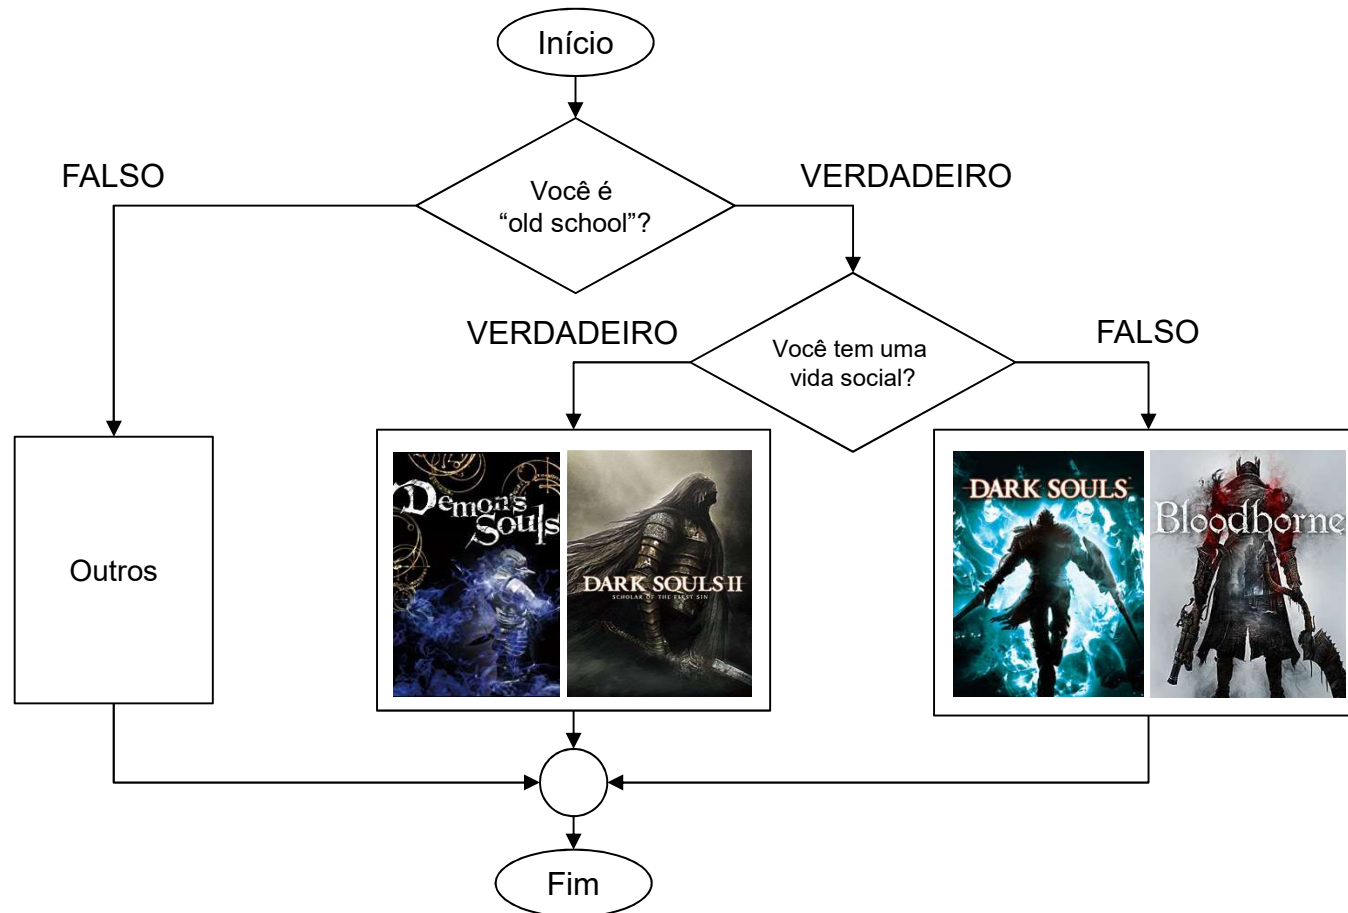 Início
Você é
“old school”?
FALSO
VERDADEIRO
Você tem uma
vida social?
VERDADEIRO
FALSO
Outros
Demon's
Souls
DARK SOULS II
SCHOLAR OF THE FIRST SIN
DARK SOULS
Bloodborne
Fim